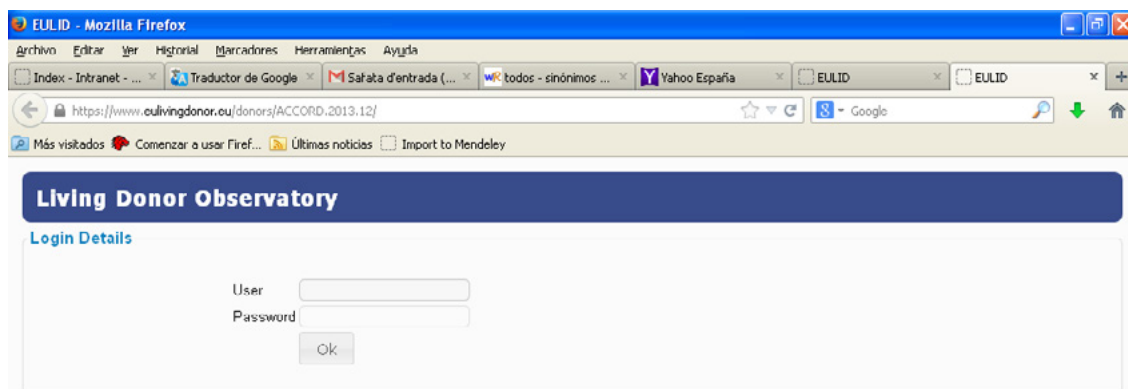 EULID - Mozilla Firefox
Archivo Editar Ver Historial Marcadores Herramientas Ayuda
Index - Intranet - ... Traductor de Google Safata d'entrada (... todos - sinónimos ... Yahoo España EULID EULID
https://www.eulivingdonor.eu/donors/ACCORD.2013.12/ Google
Más visitados Comenzar a usar Firef... Últimas noticias Import to Mendeley
Living Donor Observatory
Login Details
User
Password
Ok